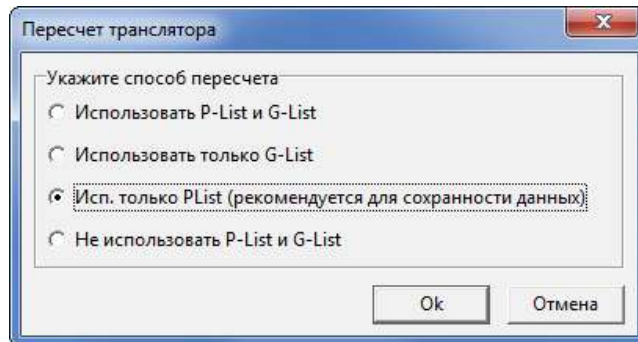 Пересчет транслятора
Укажите способ пересчета
Использовать P-List и G-List
Использовать только G-List
Исп. только PList (рекомендуется для сохранности данных)
Не использовать P-List и G-List
Ok
Отмена